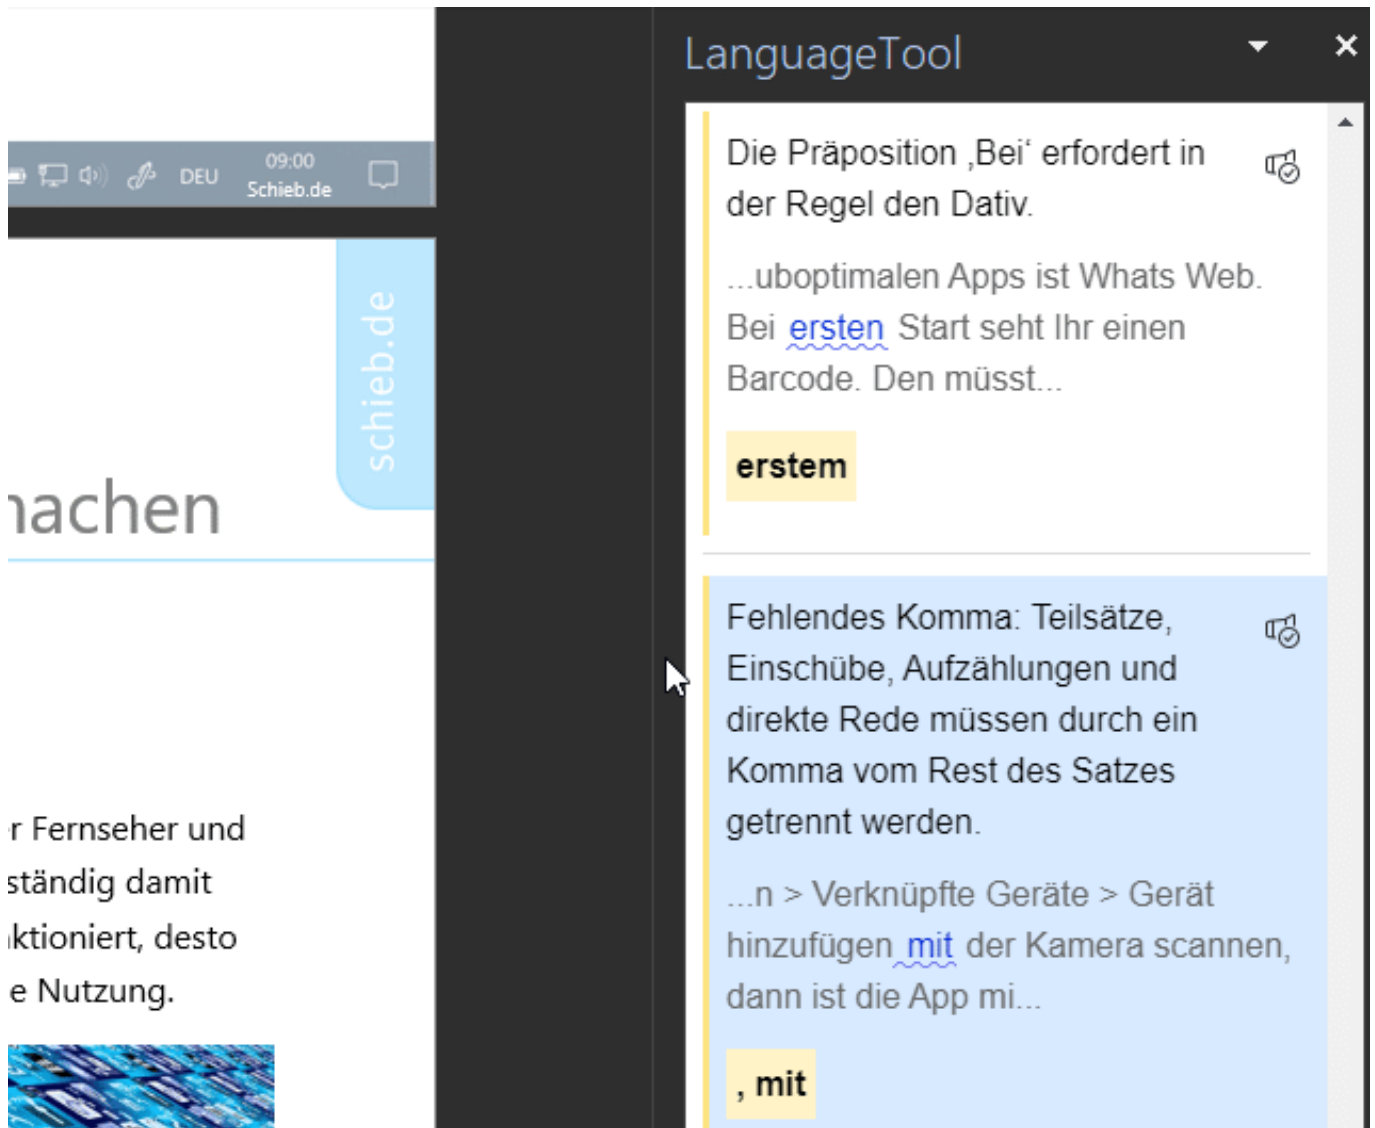 DEU
09:00
Schieb.de
schieb.de
nachen
r Fernseher und
ständig damit
ktioniert, desto
e Nutzung.
LanguageTool
Die Präposition ‚Bei‘ erfordert in
der Regel den Dativ.
...uboptimalen Apps ist Whats Web.
Bei ersten Start seht Ihr einen
Barcode. Den müsst...
erstem
Fehlendes Komma: Teilsätze,
Einschübe, Aufzählungen und
direkte Rede müssen durch ein
Komma vom Rest des Satzes
getrennt werden.
...n > Verknüpfte Geräte > Gerät
hinzufügen mit der Kamera scannen,
dann ist die App mi...
, mit